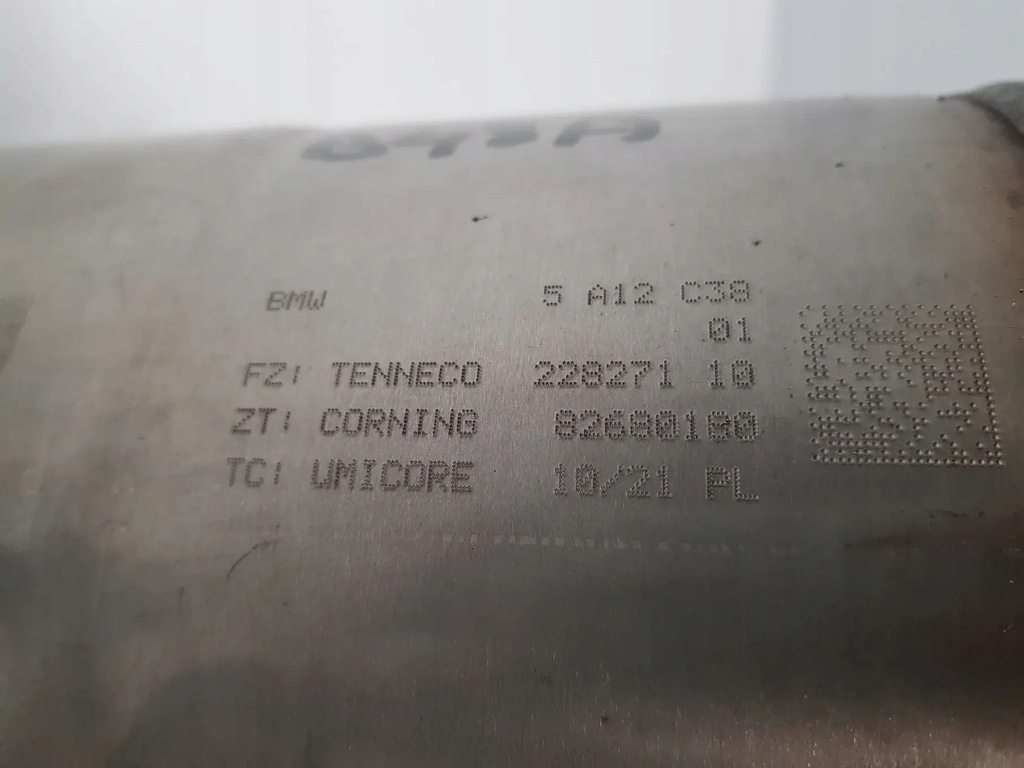 BMW 5 A12 C38
01
FZ: TENNECO 228271 10
ZT: CORNING 82680180
TC: UMICORE 10/21 PL